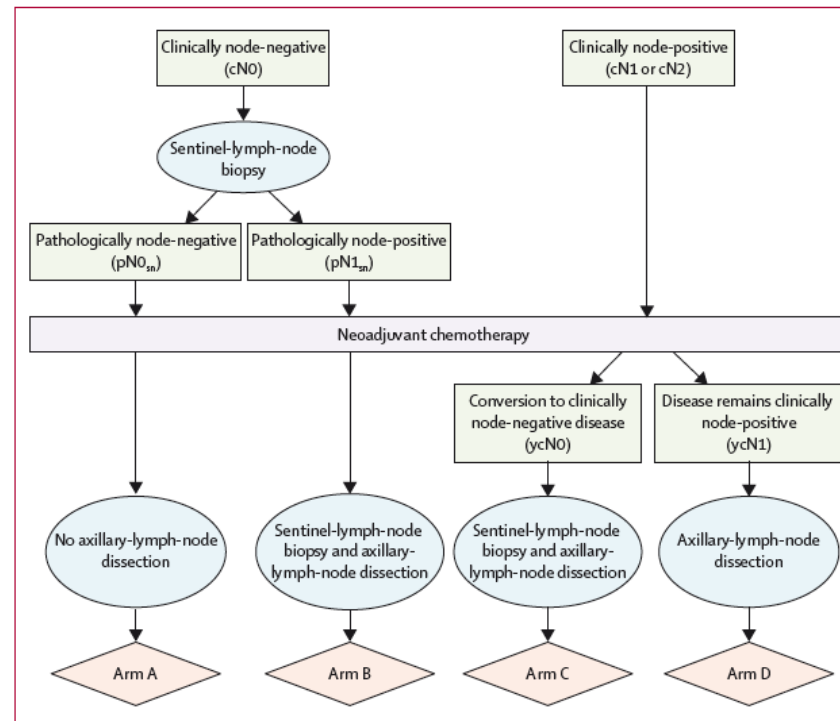 Clinically node-negative
(cN0)
Clinically node-positive
(cN1 or cN2)
Sentinel-lymph-node
biopsy
Pathologically node-negative
(pN0sn)
Pathologically node-positive
(pN1sn)
Neoadjuvant chemotherapy
Conversion to clinically
node-negative disease
(ycN0)
Disease remains clinically
node-positive
(ycN1)
No axillary-lymph-node
dissection
Sentinel-lymph-node
biopsy and axillary-
lymph-node dissection
Sentinel-lymph-node
biopsy and axillary-
lymph-node dissection
Axillary-lymph-node
dissection
Arm A
Arm B
Arm C
Arm D